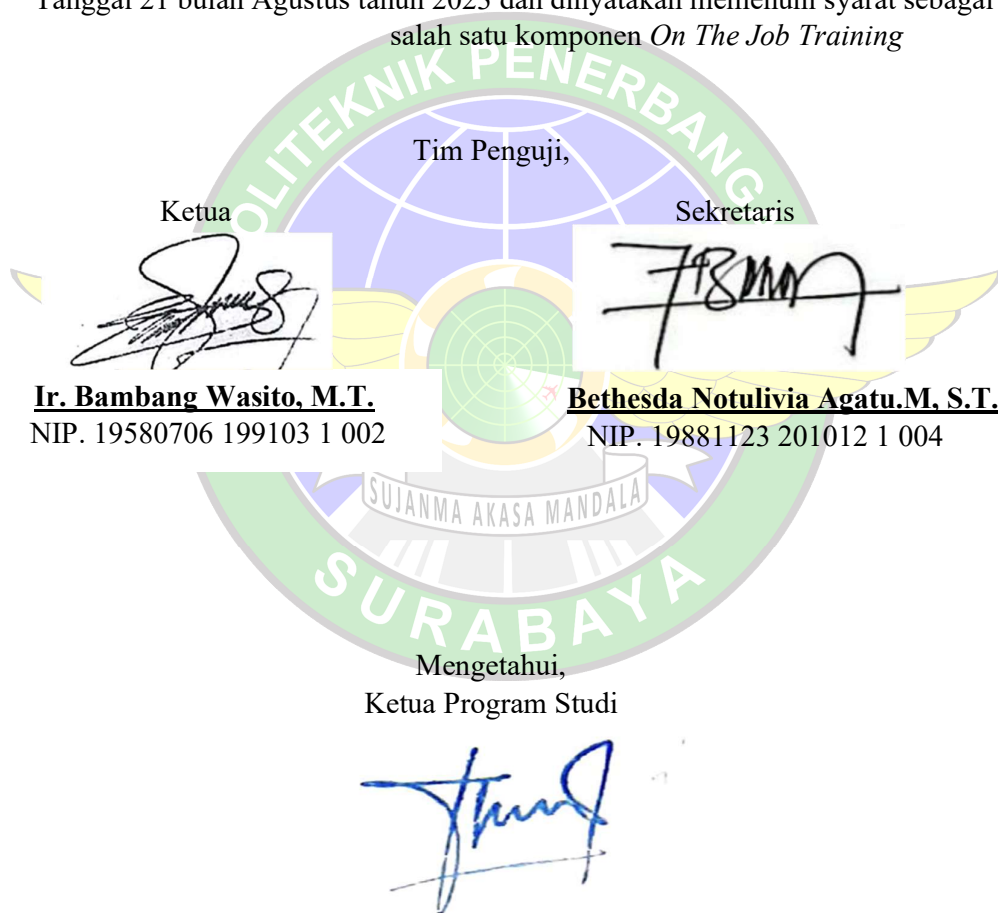 Tanggal 21 bulan Agustus tahun 2023 dan dinyatakan memenuhi syarat sebagai
salah satu komponen On The Job Training
POLITEKNIK PENERBANG
Tim Penguji,
Ketua
Sekretaris
Ir. Bambang Wasito, M.T.
NIP. 19580706 199103 1 002
Bethesda Notulivia Agatu.M, S.T.
NIP. 19881123 201012 1 004
SUJANMA AKASA MANDALA
SURABAYA
Mengetahui,
Ketua Program Studi